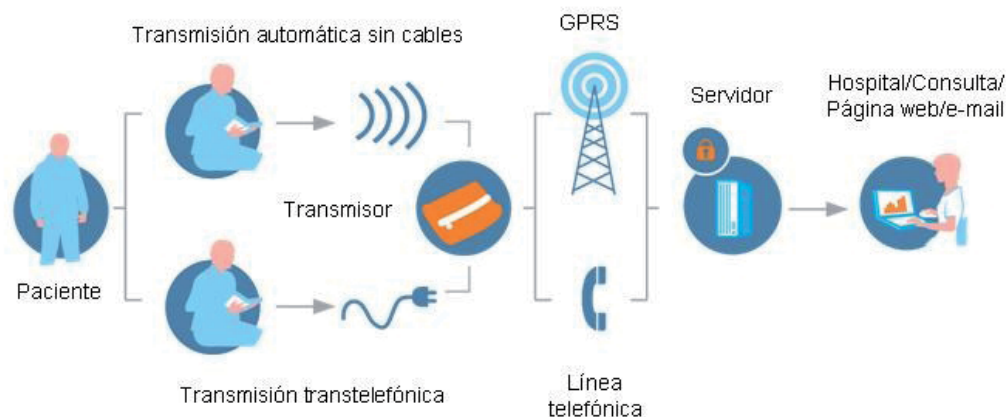 Transmisión automática sin cables
GPRS
Servidor
Hospital/Consulta/
Página web/e-mail
Transmisor
Paciente
Transmisión transtelefónica
Línea
telefónica